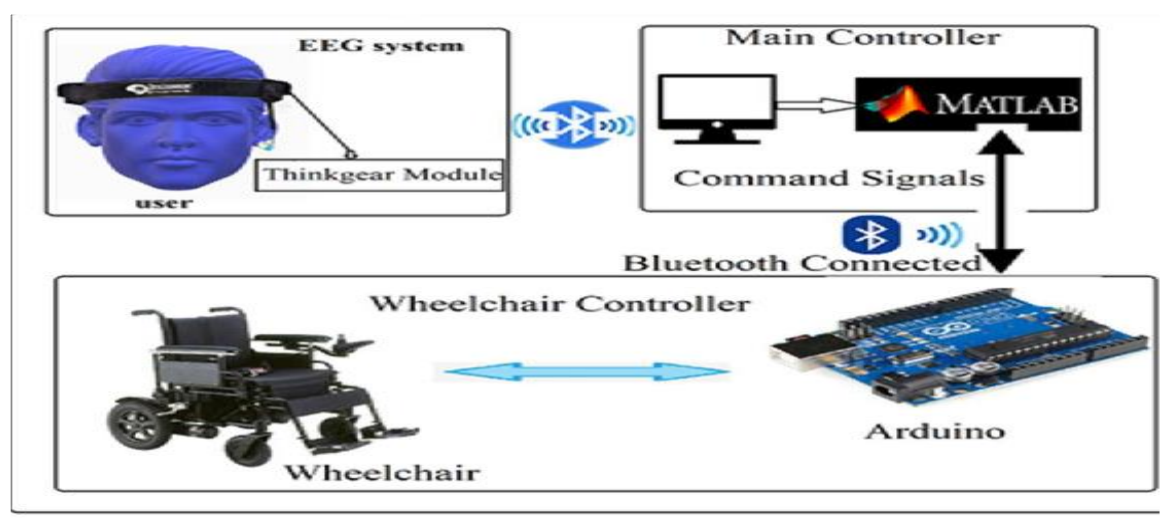 EEG system
Thinkgear Module
user
Main Controller
MATLAB
Command Signals
Bluetooth Connected
Wheelchair Controller
Wheelchair
Arduino